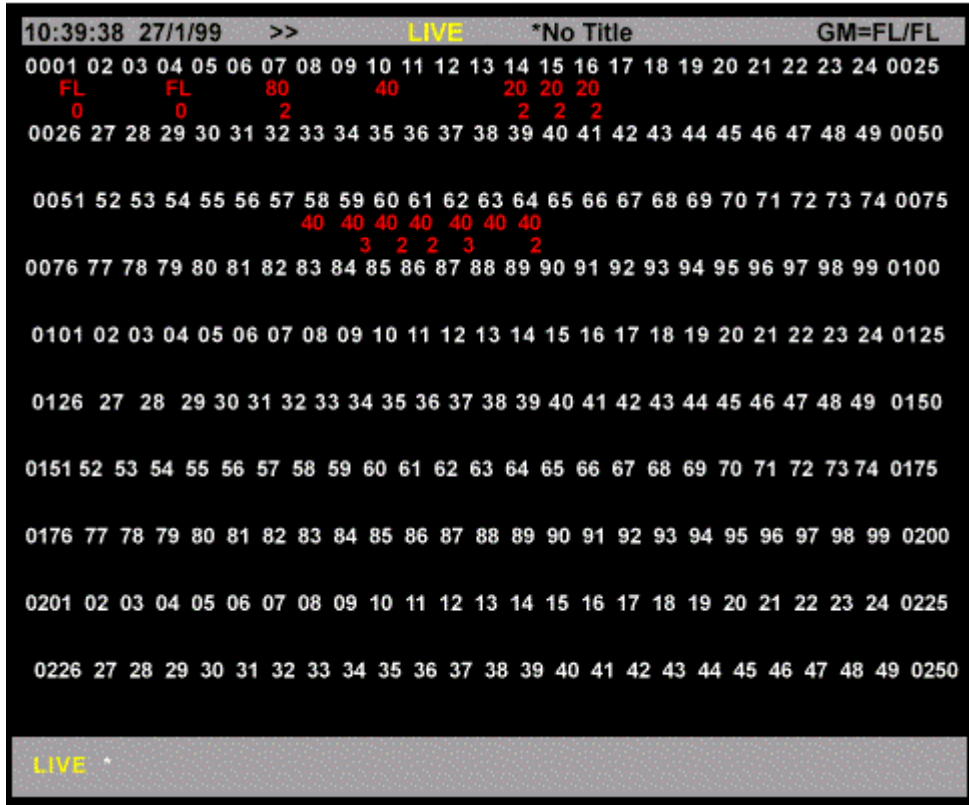 10:39:38 27/1/99 >> LIVE *No Title GM=FL/FL
0001 02 03 04 05 06 07 08 09 10 11 12 13 14 15 16 17 18 19 20 21 22 23 24 0025
FL FL 80 40 20 20 20
0 0 2 2 2 2
0026 27 28 29 30 31 32 33 34 35 36 37 38 39 40 41 42 43 44 45 46 47 48 49 0050
0051 52 53 54 55 56 57 58 59 60 61 62 63 64 65 66 67 68 69 70 71 72 73 74 0075
40 40 40 40 40 40 40
3 2 2 3 2
0076 77 78 79 80 81 82 83 84 85 86 87 88 89 90 91 92 93 94 95 96 97 98 99 0100
0101 02 03 04 05 06 07 08 09 10 11 12 13 14 15 16 17 18 19 20 21 22 23 24 0125
0126 27 28 29 30 31 32 33 34 35 36 37 38 39 40 41 42 43 44 45 46 47 48 49 0150
0151 52 53 54 55 56 57 58 59 60 61 62 63 64 65 66 67 68 69 70 71 72 73 74 0175
0176 77 78 79 80 81 82 83 84 85 86 87 88 89 90 91 92 93 94 95 96 97 98 99 0200
0201 02 03 04 05 06 07 08 09 10 11 12 13 14 15 16 17 18 19 20 21 22 23 24 0225
0226 27 28 29 30 31 32 33 34 35 36 37 38 39 40 41 42 43 44 45 46 47 48 49 0250
LIVE *